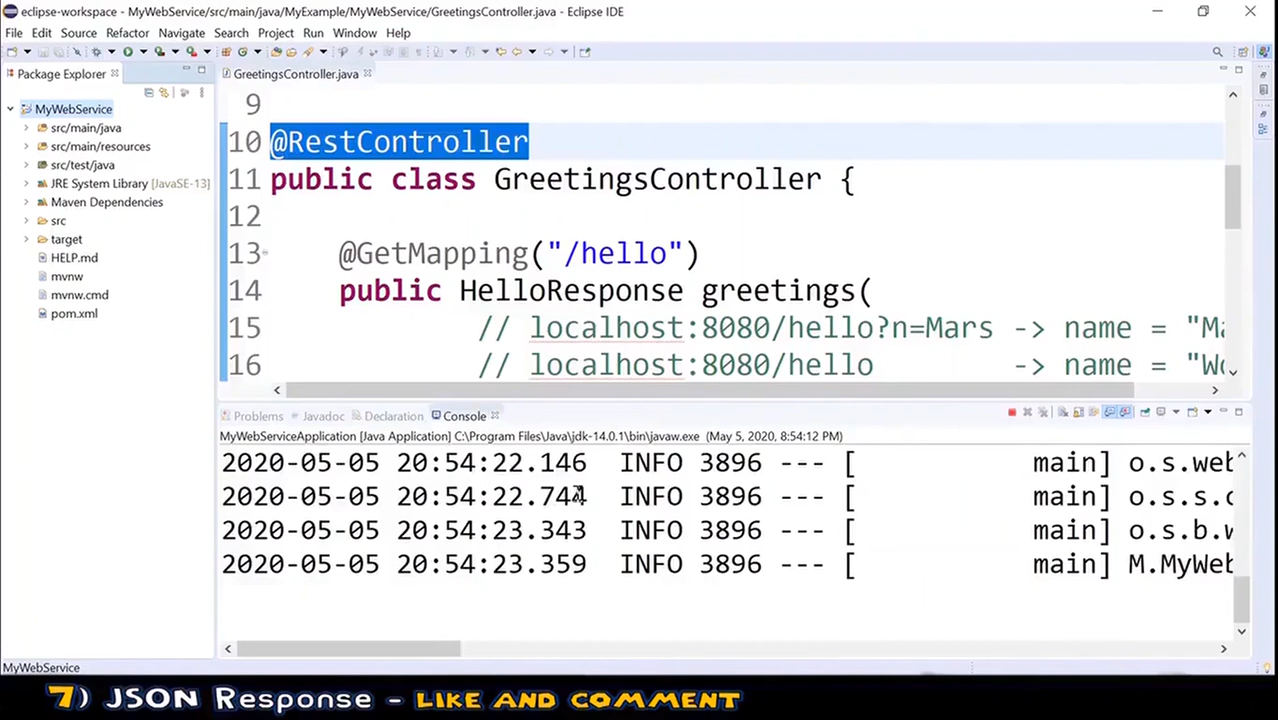 eclipse-workspace - MyWebService/src/main/java/MyExample/MyWebService/GreetingsController.java - Eclipse IDE
File Edit Source Refactor Navigate Search Project Run Window Help
Package Explorer
MyWebService
src/main/java
src/main/resources
src/test/java
JRE System Library [JavaSE-13]
Maven Dependencies
src
target
HELP.md
mvnw
mvnw.cmd
pom.xml
GreetingsController.java
9
10 @RestController
11 public class GreetingsController {
12
13 @GetMapping("/hello")
14 public HelloResponse greetings(
15 // localhost:8080/hello?n=Mars -> name = "Ma
16 // localhost:8080/hello -> name = "Wo
Problems Javadoc Declaration Console
MyWebServiceApplication [Java Application] C:\Program Files\Java\jdk-14.0.1\bin\javaw.exe (May 5, 2020, 8:54:12 PM)
2020-05-05 20:54:22.146 INFO 3896 --- [ main] o.s.web
2020-05-05 20:54:22.744 INFO 3896 --- [ main] o.s.s.c
2020-05-05 20:54:23.343 INFO 3896 --- [ main] o.s.b.w
2020-05-05 20:54:23.359 INFO 3896 --- [ main] M.MyWeb
MyWebService
7) JSON Response - LIKE AND COMMENT